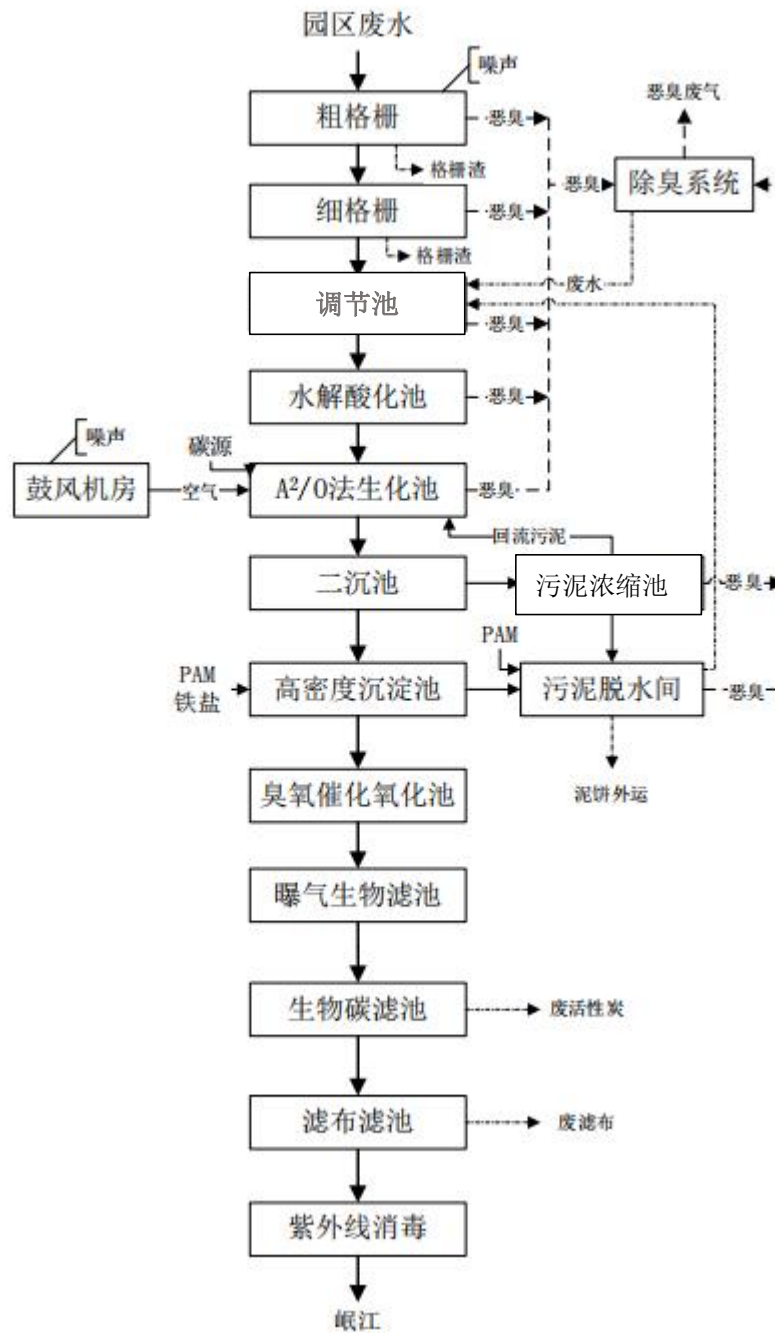 园区废水
噪声
恶臭废气
粗格栅
恶臭
格栅渣
恶臭
除臭系统
细格栅
恶臭
格栅渣
废水
调节池
恶臭
水解酸化池
恶臭
噪声
碳源
鼓风机房
空气
A²/O法生化池
恶臭
回流污泥
二沉池
污泥浓缩池
恶臭
PAM
PAM
铁盐
高密度沉淀池
污泥脱水间
恶臭
泥饼外运
臭氧催化氧化池
曝气生物滤池
生物碳滤池
废活性炭
滤布滤池
废滤布
紫外线消毒
岷江